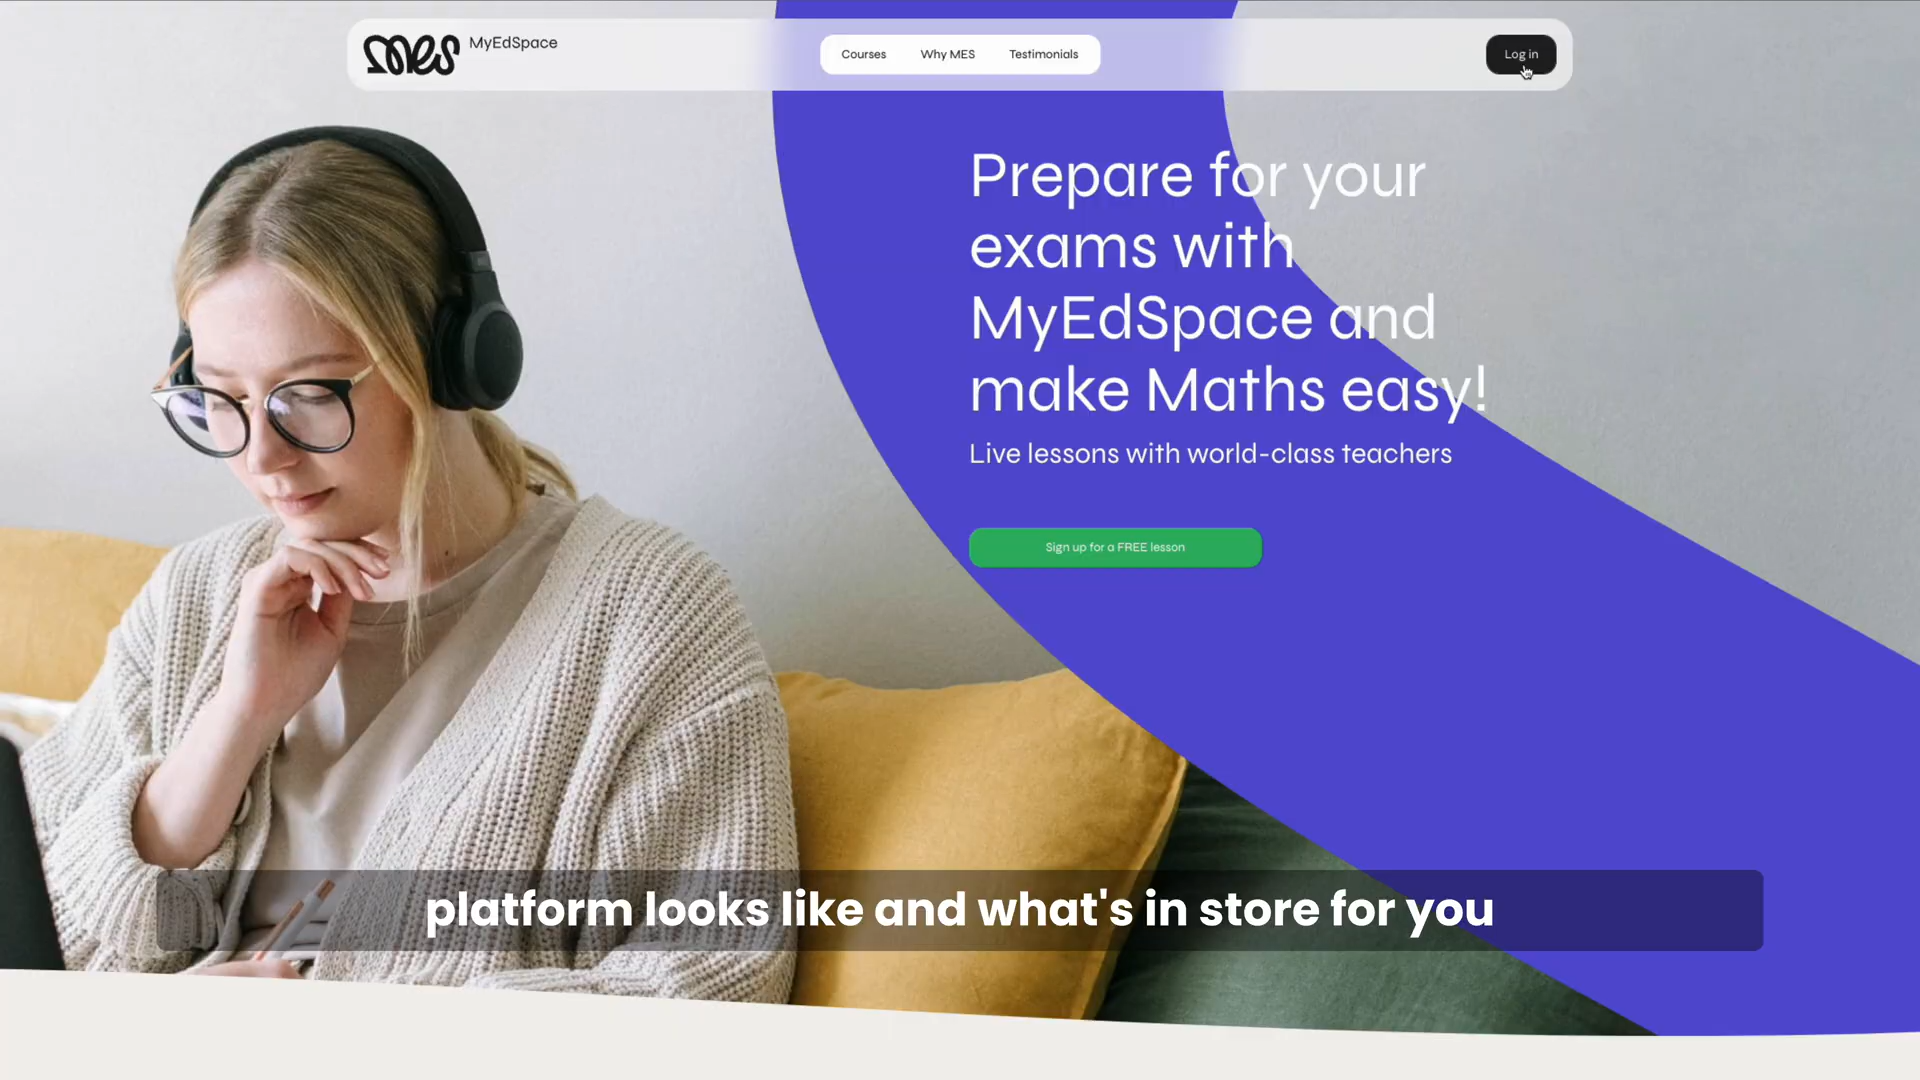 mes
MyEdSpace
Courses
Why MES
Testimonials
Log in
Prepare for your
exams with
MyEdSpace and
make Maths easy!
Live lessons with world-class teachers
Sign up for a FREE lesson
platform looks like and what's in store for you